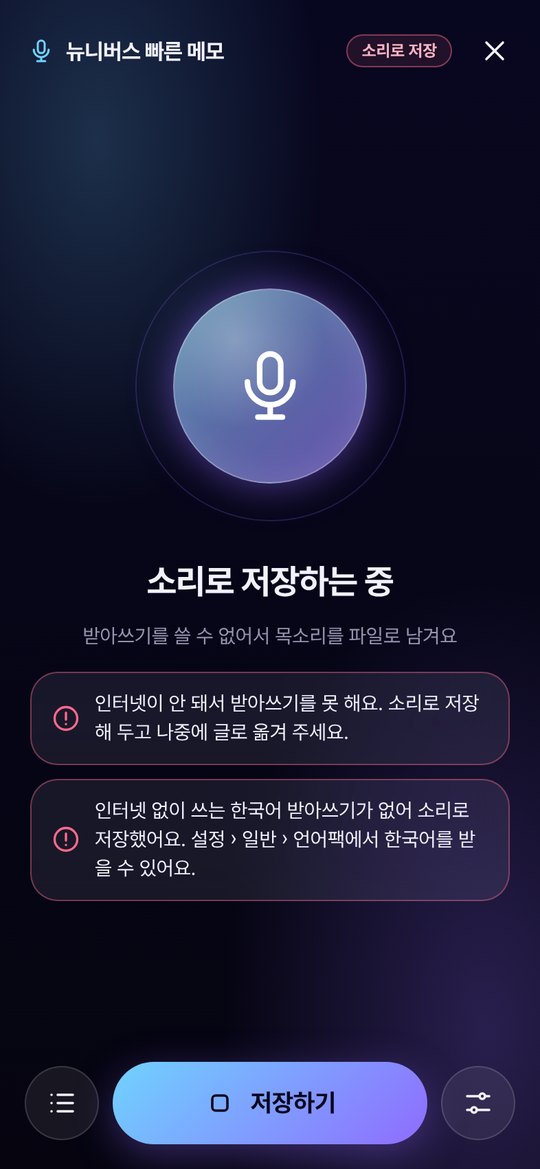 뉴니버스 빠른 메모
소리로 저장
소리로 저장하는 중
받아쓰기를 쓸 수 없어서 목소리를 파일로 남겨요
인터넷이 안 돼서 받아쓰기를 못 해요. 소리로 저장
해 두고 나중에 글로 옮겨 주세요.
인터넷 없이 쓰는 한국어 받아쓰기가 없어 소리로
저장했어요. 설정 › 일반 › 언어팩에서 한국어를 받
을 수 있어요.
저장하기